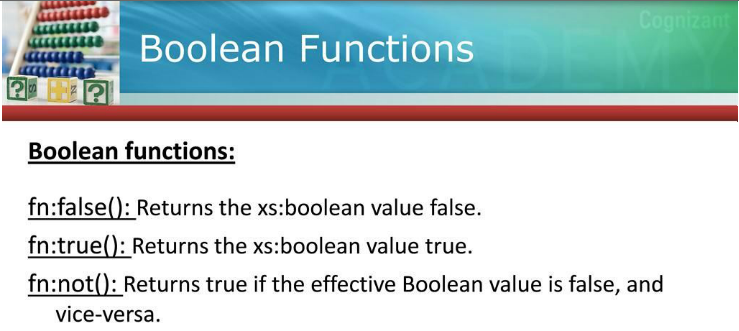 Cognizant
Boolean Functions
ACADEMY
Boolean functions:
fn:false(): Returns the xs:boolean value false.
fn:true(): Returns the xs:boolean value true.
fn:not(): Returns true if the effective Boolean value is false, and
vice-versa.